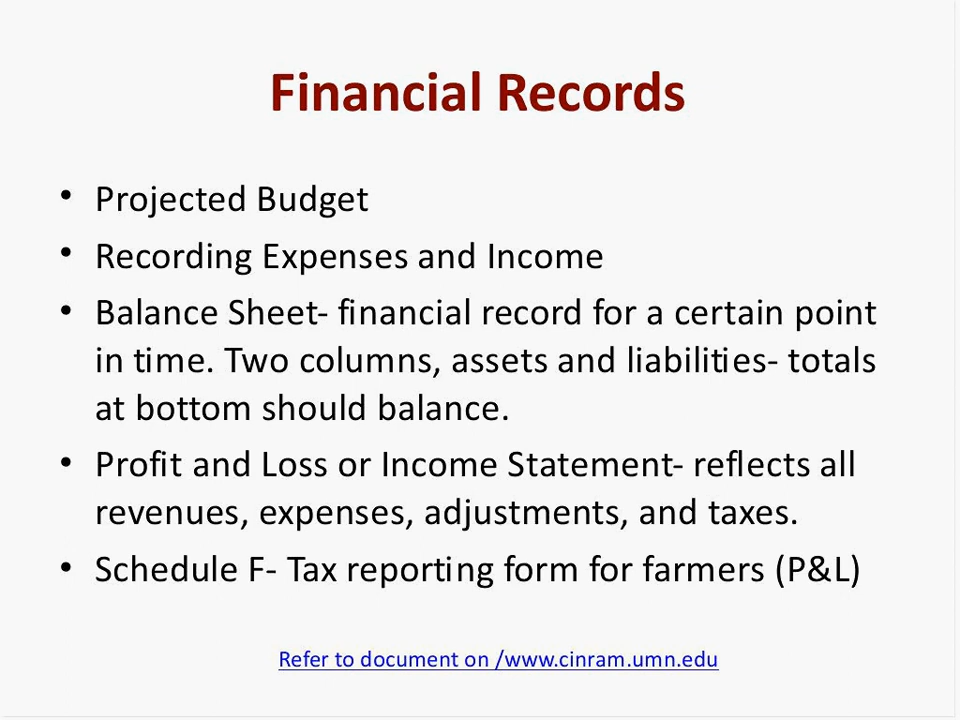 Financial Records
• Projected Budget
• Recording Expenses and Income
• Balance Sheet- financial record for a certain point
in time. Two columns, assets and liabilities- totals
at bottom should balance.
• Profit and Loss or Income Statement- reflects all
revenues, expenses, adjustments, and taxes.
• Schedule F- Tax reporting form for farmers (P&L)
Refer to document on /www.cinram.umn.edu